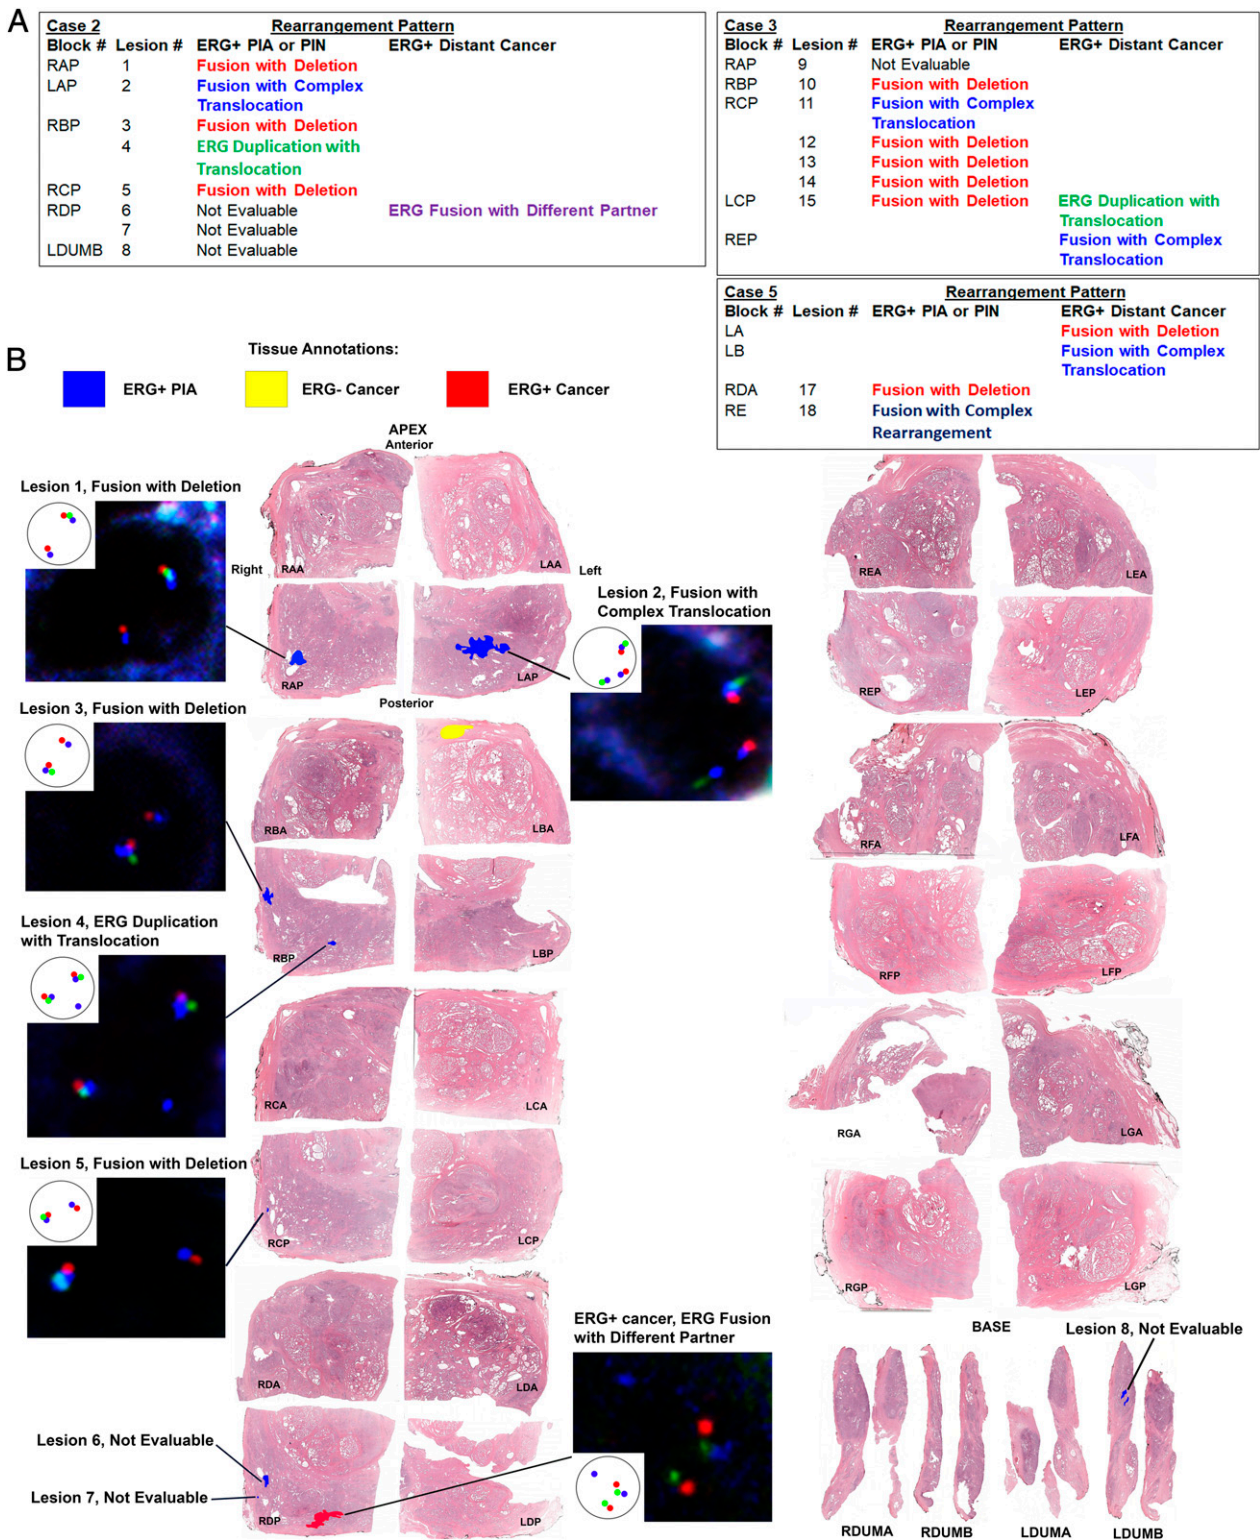 A
Case 2 Rearrangement Pattern
Block # Lesion # ERG+ PIA or PIN ERG+ Distant Cancer
RAP 1 Fusion with Deletion
LAP 2 Fusion with Complex
Translocation
RBP 3 Fusion with Deletion
4 ERG Duplication with
Translocation
RCP 5 Fusion with Deletion
RDP 6 Not Evaluable ERG Fusion with Different Partner
7 Not Evaluable
LDUMB 8 Not Evaluable
Case 3 Rearrangement Pattern
Block # Lesion # ERG+ PIA or PIN ERG+ Distant Cancer
RAP 9 Not Evaluable
RBP 10 Fusion with Deletion
RCP 11 Fusion with Complex
Translocation
12 Fusion with Deletion
13 Fusion with Deletion
14 Fusion with Deletion
LCP 15 Fusion with Deletion ERG Duplication with
Translocation
REP Fusion with Complex
Translocation
Case 5 Rearrangement Pattern
Block # Lesion # ERG+ PIA or PIN ERG+ Distant Cancer
LA Fusion with Deletion
LB Fusion with Complex
Translocation
RDA 17 Fusion with Deletion
RE 18 Fusion with Complex
Rearrangement
B
Tissue Annotations:
ERG+ PIA ERG- Cancer ERG+ Cancer
APEX
Anterior
Lesion 1, Fusion with Deletion
Right RAA LAA Left
Lesion 2, Fusion with
Complex Translocation
RAP LAP
Posterior
Lesion 3, Fusion with Deletion
RBA LBA
Lesion 4, ERG Duplication
with Translocation
RBP LBP
RCA LCA
Lesion 5, Fusion with Deletion
RCP LCP
ERG+ cancer, ERG Fusion
with Different Partner
RDA LDA
Lesion 6, Not Evaluable
Lesion 7, Not Evaluable
RDP LDP
REA LEA
REP LEP
RFA LFA
RFP LFP
RGA LGA
RGP LGP
BASE
Lesion 8, Not Evaluable
RDUMA RDUMB LDUMA LDUMB